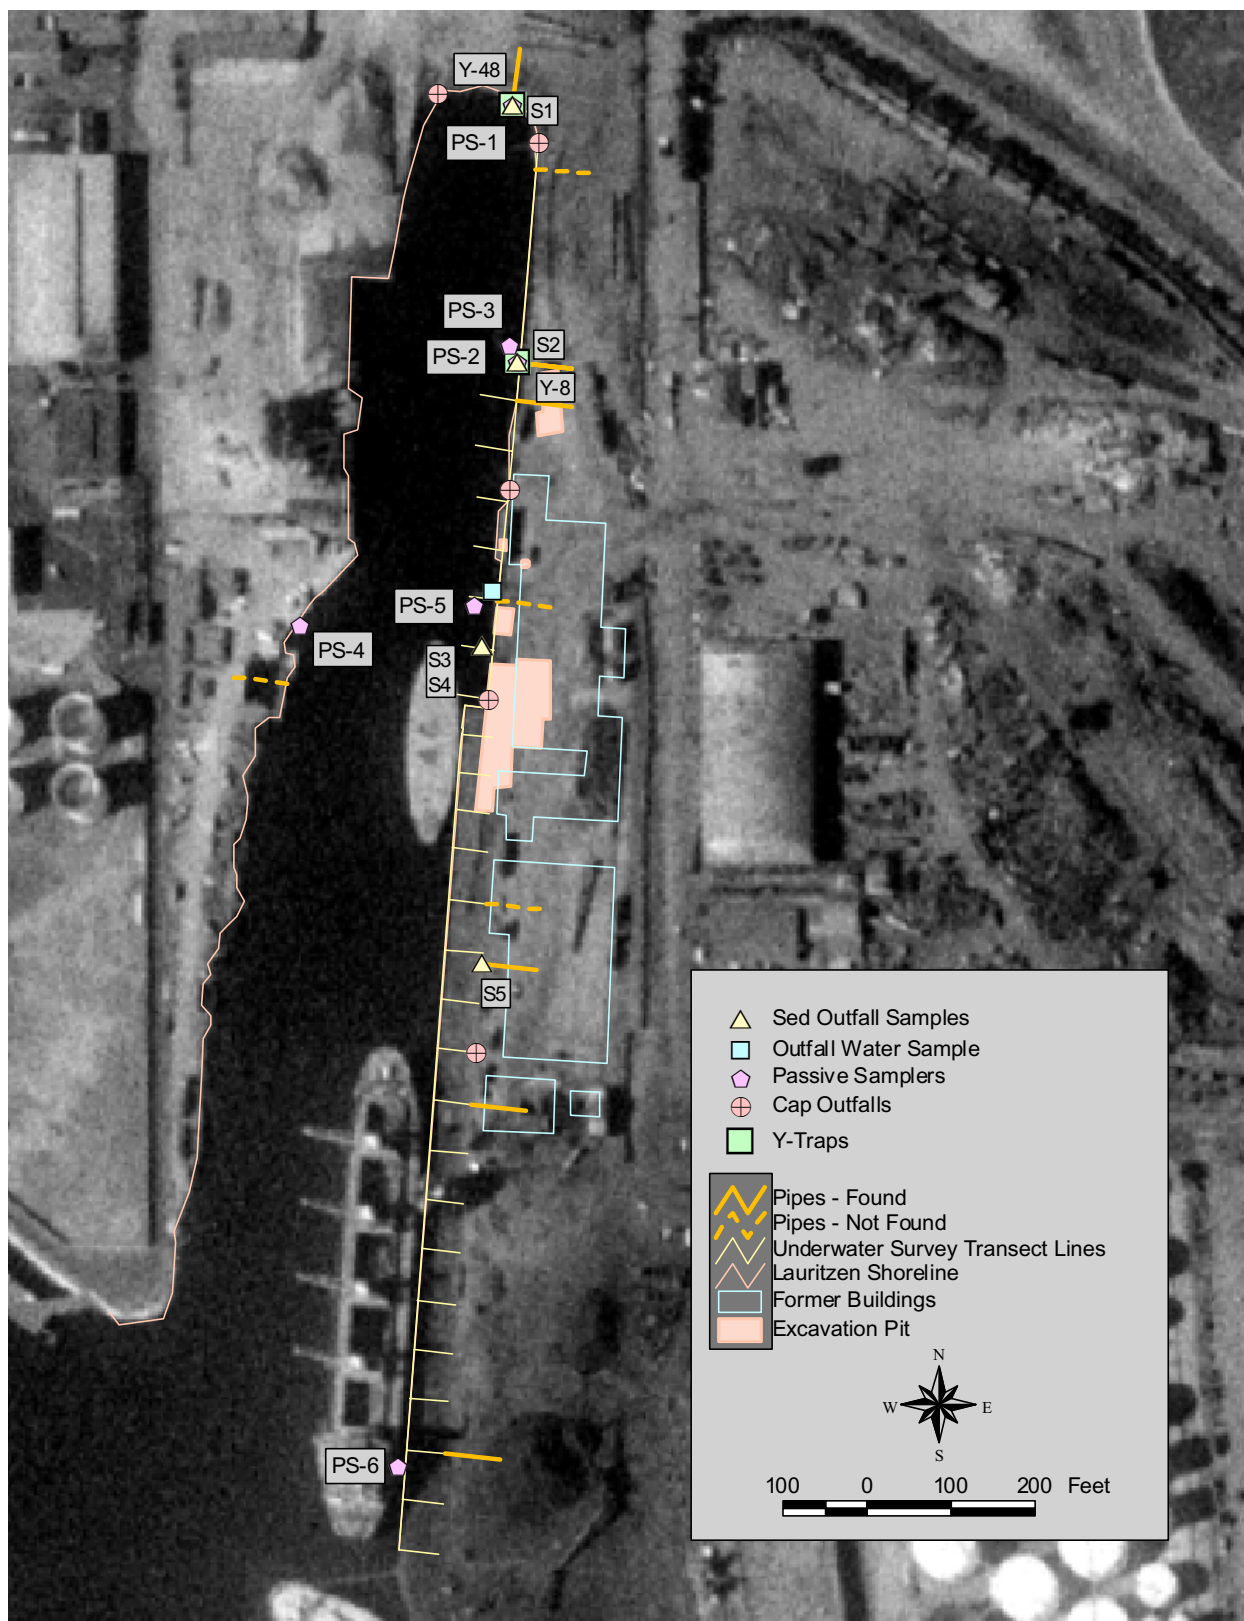 Y-48
S1
PS-1
PS-3
S2
PS-2
Y-8
PS-5
PS-4
S3
S4
S5
PS-6
Sed Outfall Samples
Outfall Water Sample
Passive Samplers
Cap Outfalls
Y-Traps
Pipes - Found
Pipes - Not Found
Underwater Survey Transect Lines
Lauritzen Shoreline
Former Buildings
Excavation Pit
N
W E
S
100 0 100 200 Feet